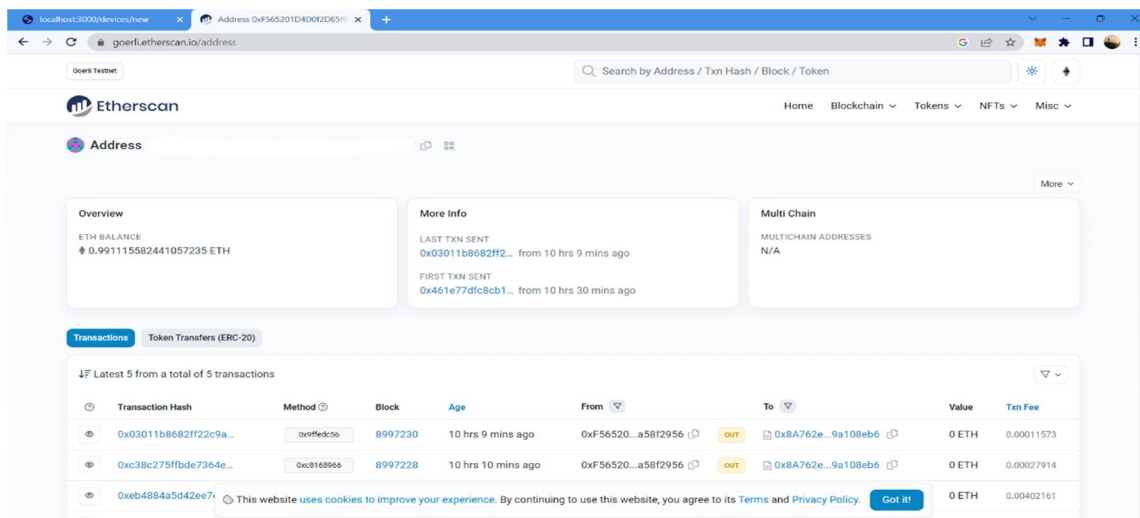 localhost:3000/devices/new
Address 0xF565201D4D0f2D65f
goerli.etherscan.io/address
Goerli Testnet
Search by Address / Txn Hash / Block / Token
Etherscan
Home Blockchain Tokens NFTs Misc
Address
More
Overview
ETH BALANCE
0.991115582441057235 ETH
More Info
LAST TXN SENT
0x03011b8682ff2... from 10 hrs 9 mins ago
FIRST TXN SENT
0x461e77dfc8cb1... from 10 hrs 30 mins ago
Multi Chain
MULTICHAIN ADDRESSES
N/A
Transactions Token Transfers (ERC-20)
Latest 5 from a total of 5 transactions
Transaction Hash Method Block Age From To Value Txn Fee
0x03011b8682ff22c9a... 0x9ffedc56 8997230 10 hrs 9 mins ago 0xF56520...a58f2956 OUT 0x8A762e...9a108eb6 0 ETH 0.00011573
0xc38c275ffbde7364e... 0xc8168966 8997228 10 hrs 10 mins ago 0xF56520...a58f2956 OUT 0x8A762e...9a108eb6 0 ETH 0.00027914
0xeb4884a5d42ee7 0 ETH 0.00402161
This website uses cookies to improve your experience. By continuing to use this website, you agree to its Terms and Privacy Policy. Got it!